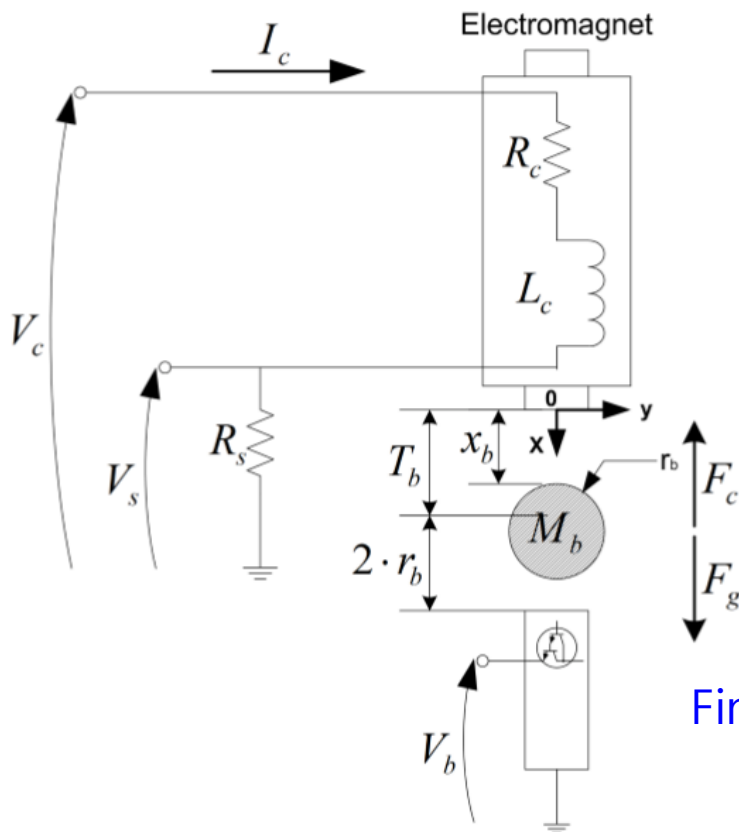 Electromagnet
I_c
R_c
L_c
V_c
0
y
x
x_b
T_b
R_s
V_s
r_b
F_c
M_b
2 · r_b
F_g
V_b
Fir